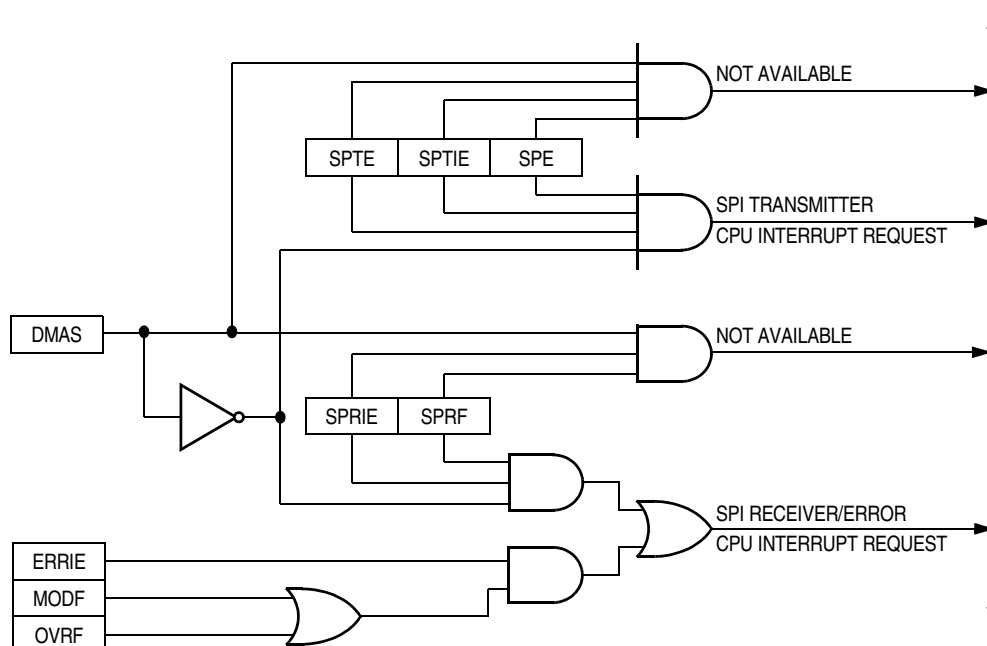 NOT AVAILABLE
SPTE SPTIE SPE
SPI TRANSMITTER
CPU INTERRUPT REQUEST
DMAS
NOT AVAILABLE
SPRIE SPRF
SPI RECEIVER/ERROR
CPU INTERRUPT REQUEST
ERRIE
MODF
OVRF